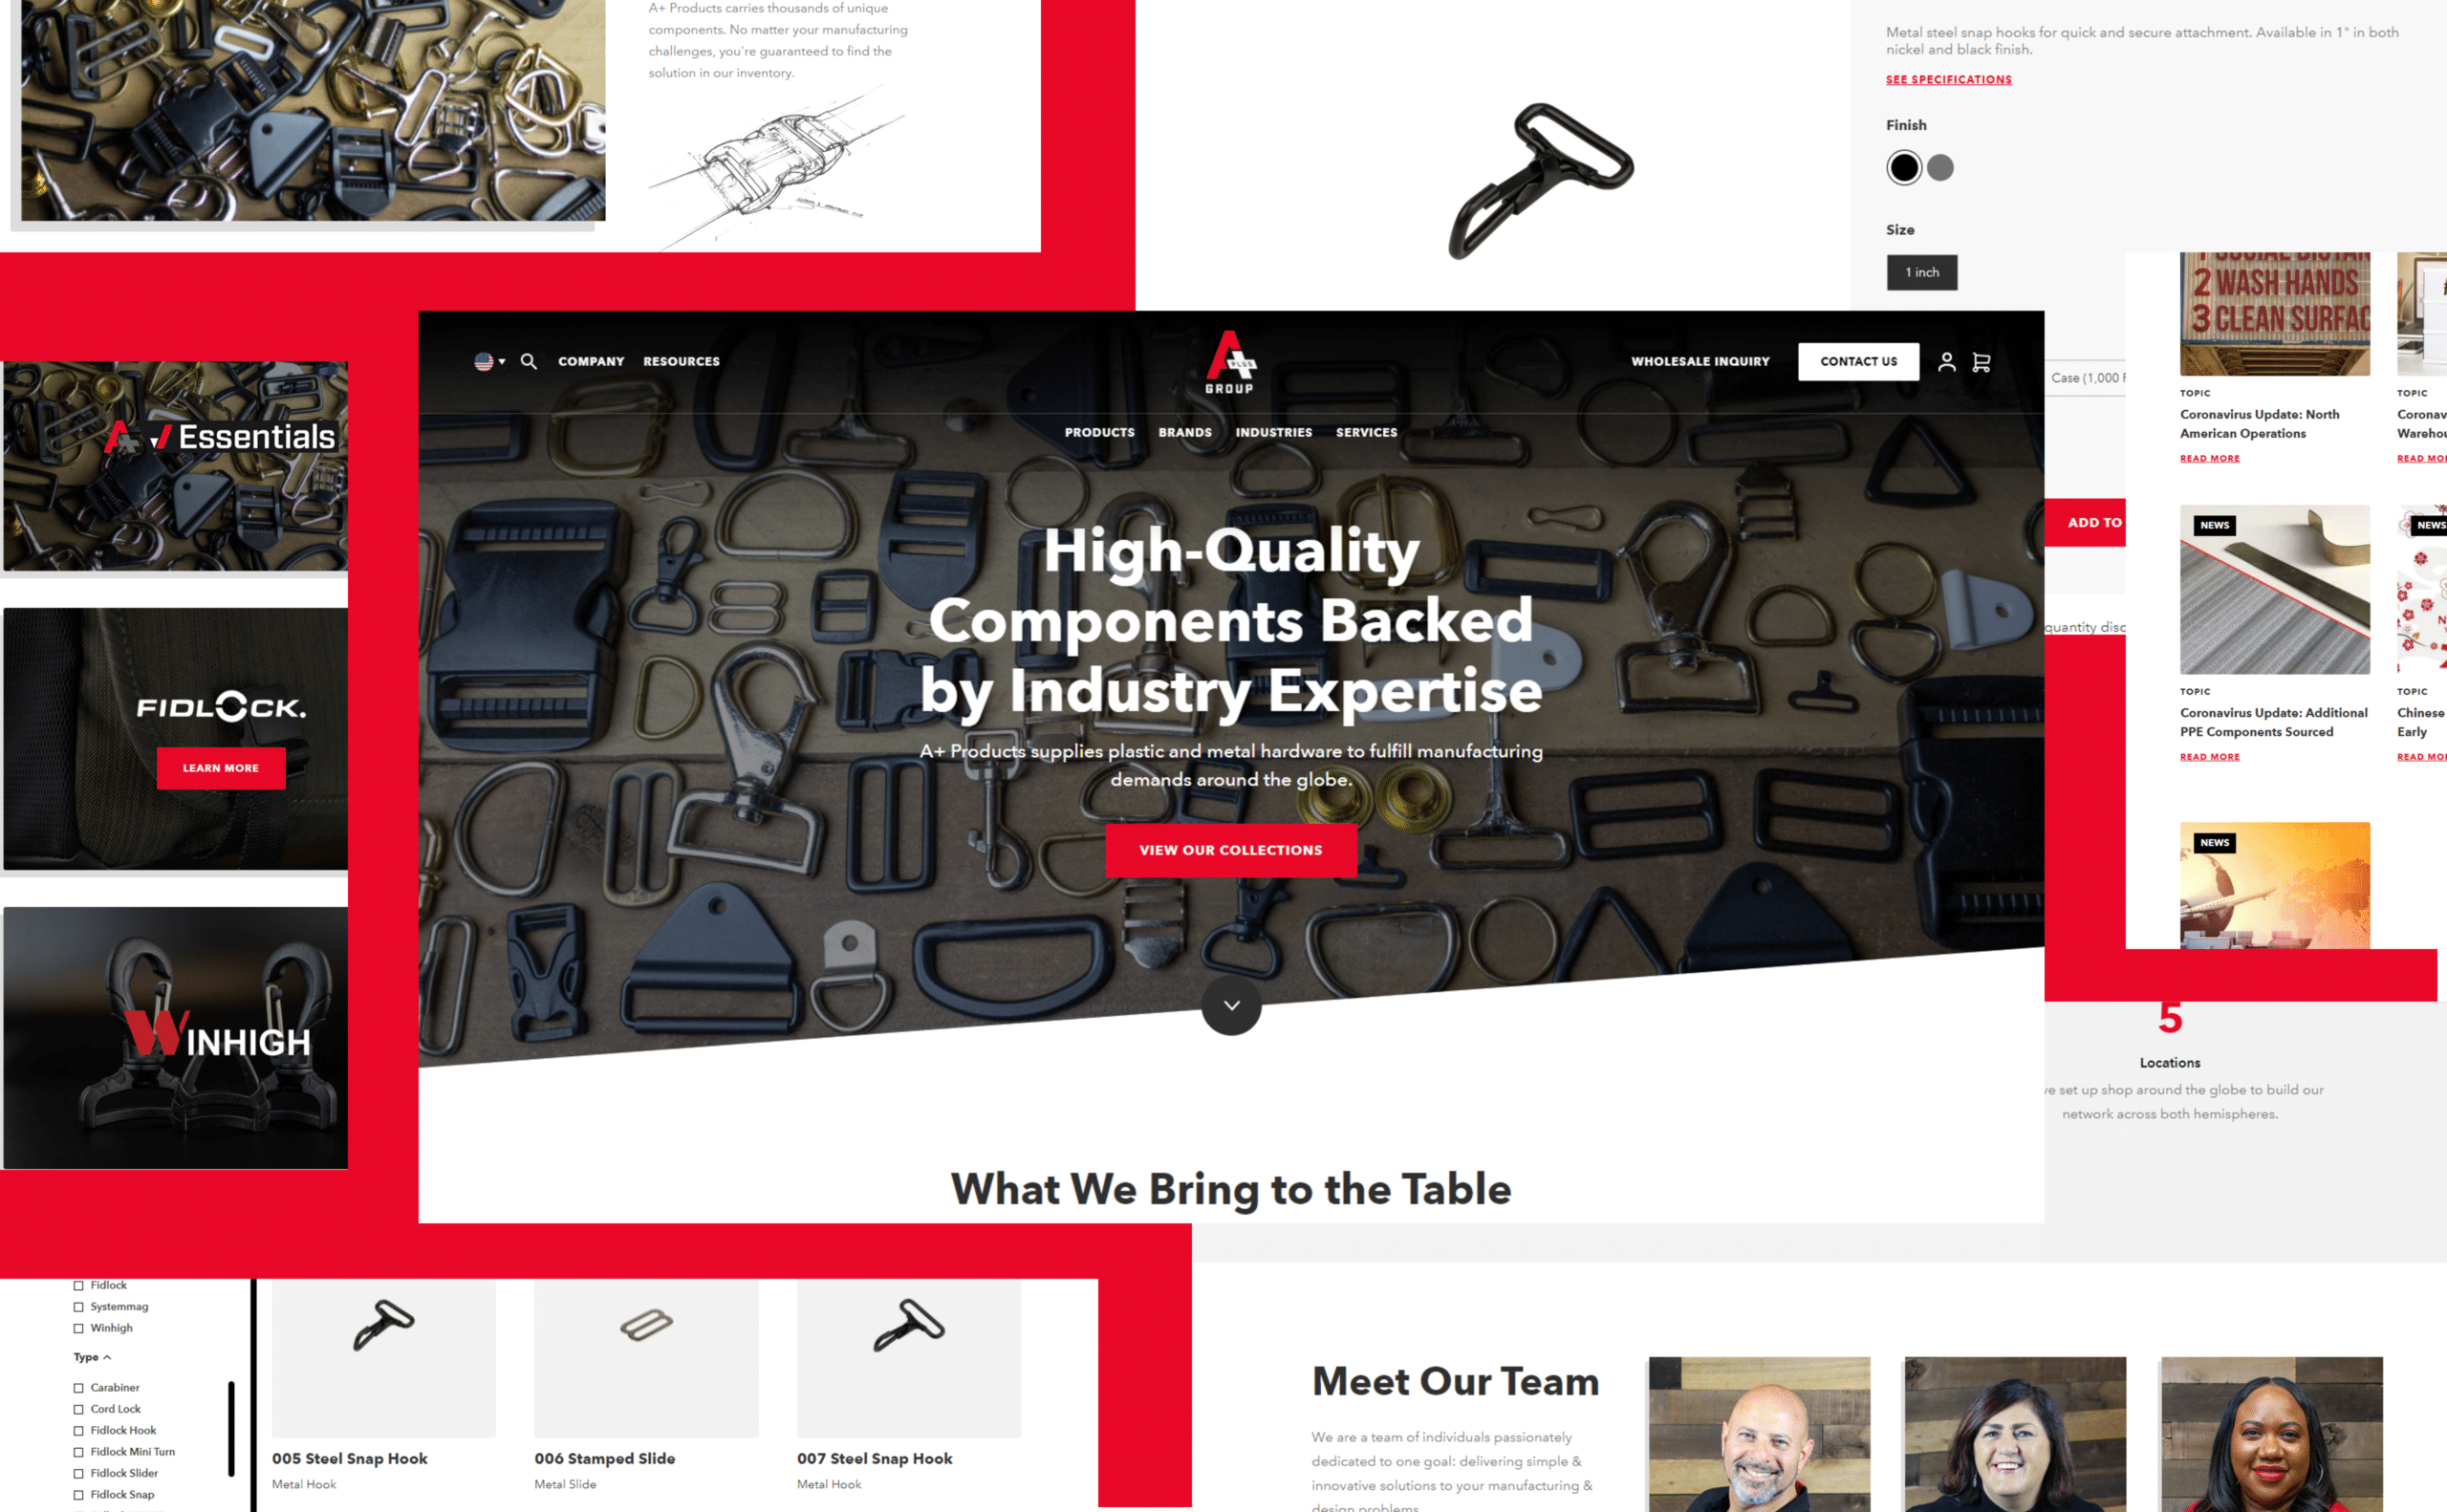 A+ Products carries thousands of unique
components. No matter your manufacturing
challenges, you're guaranteed to find the
solution in our inventory.
Metal steel snap hooks for quick and secure attachment. Available in 1" in both
nickel and black finish.
SEE SPECIFICATIONS
Finish
Size
1 inch
Case (1,000
ADD TO
quantity disc
A+ Essentials
FIDLOCK.
LEARN MORE
WINHIGH
COMPANY
RESOURCES
A PLUS
GROUP
WHOLESALE INQUIRY
CONTACT US
PRODUCTS
BRANDS
INDUSTRIES
SERVICES
High-Quality
Components Backed
by Industry Expertise
A+ Products supplies plastic and metal hardware to fulfill manufacturing
demands around the globe.
VIEW OUR COLLECTIONS
What We Bring to the Table
2 WASH HANDS
3 CLEAN SURFAC
TOPIC
Coronavirus Update: North
American Operations
READ MORE
TOPIC
Coronav
Warehou
READ MO
NEWS
TOPIC
Coronavirus Update: Additional
PPE Components Sourced
READ MORE
NEWS
TOPIC
Chinese
Early
READ MO
NEWS
5
Locations
ve set up shop around the globe to build our
network across both hemispheres.
Fidlock
Systemmag
Winhigh
Type
Carabiner
Cord Lock
Fidlock Hook
Fidlock Mini Turn
Fidlock Slider
Fidlock Snap
005 Steel Snap Hook
Metal Hook
006 Stamped Slide
Metal Slide
007 Steel Snap Hook
Metal Hook
Meet Our Team
We are a team of individuals passionately
dedicated to one goal: delivering simple &
innovative solutions to your manufacturing &
design problems.